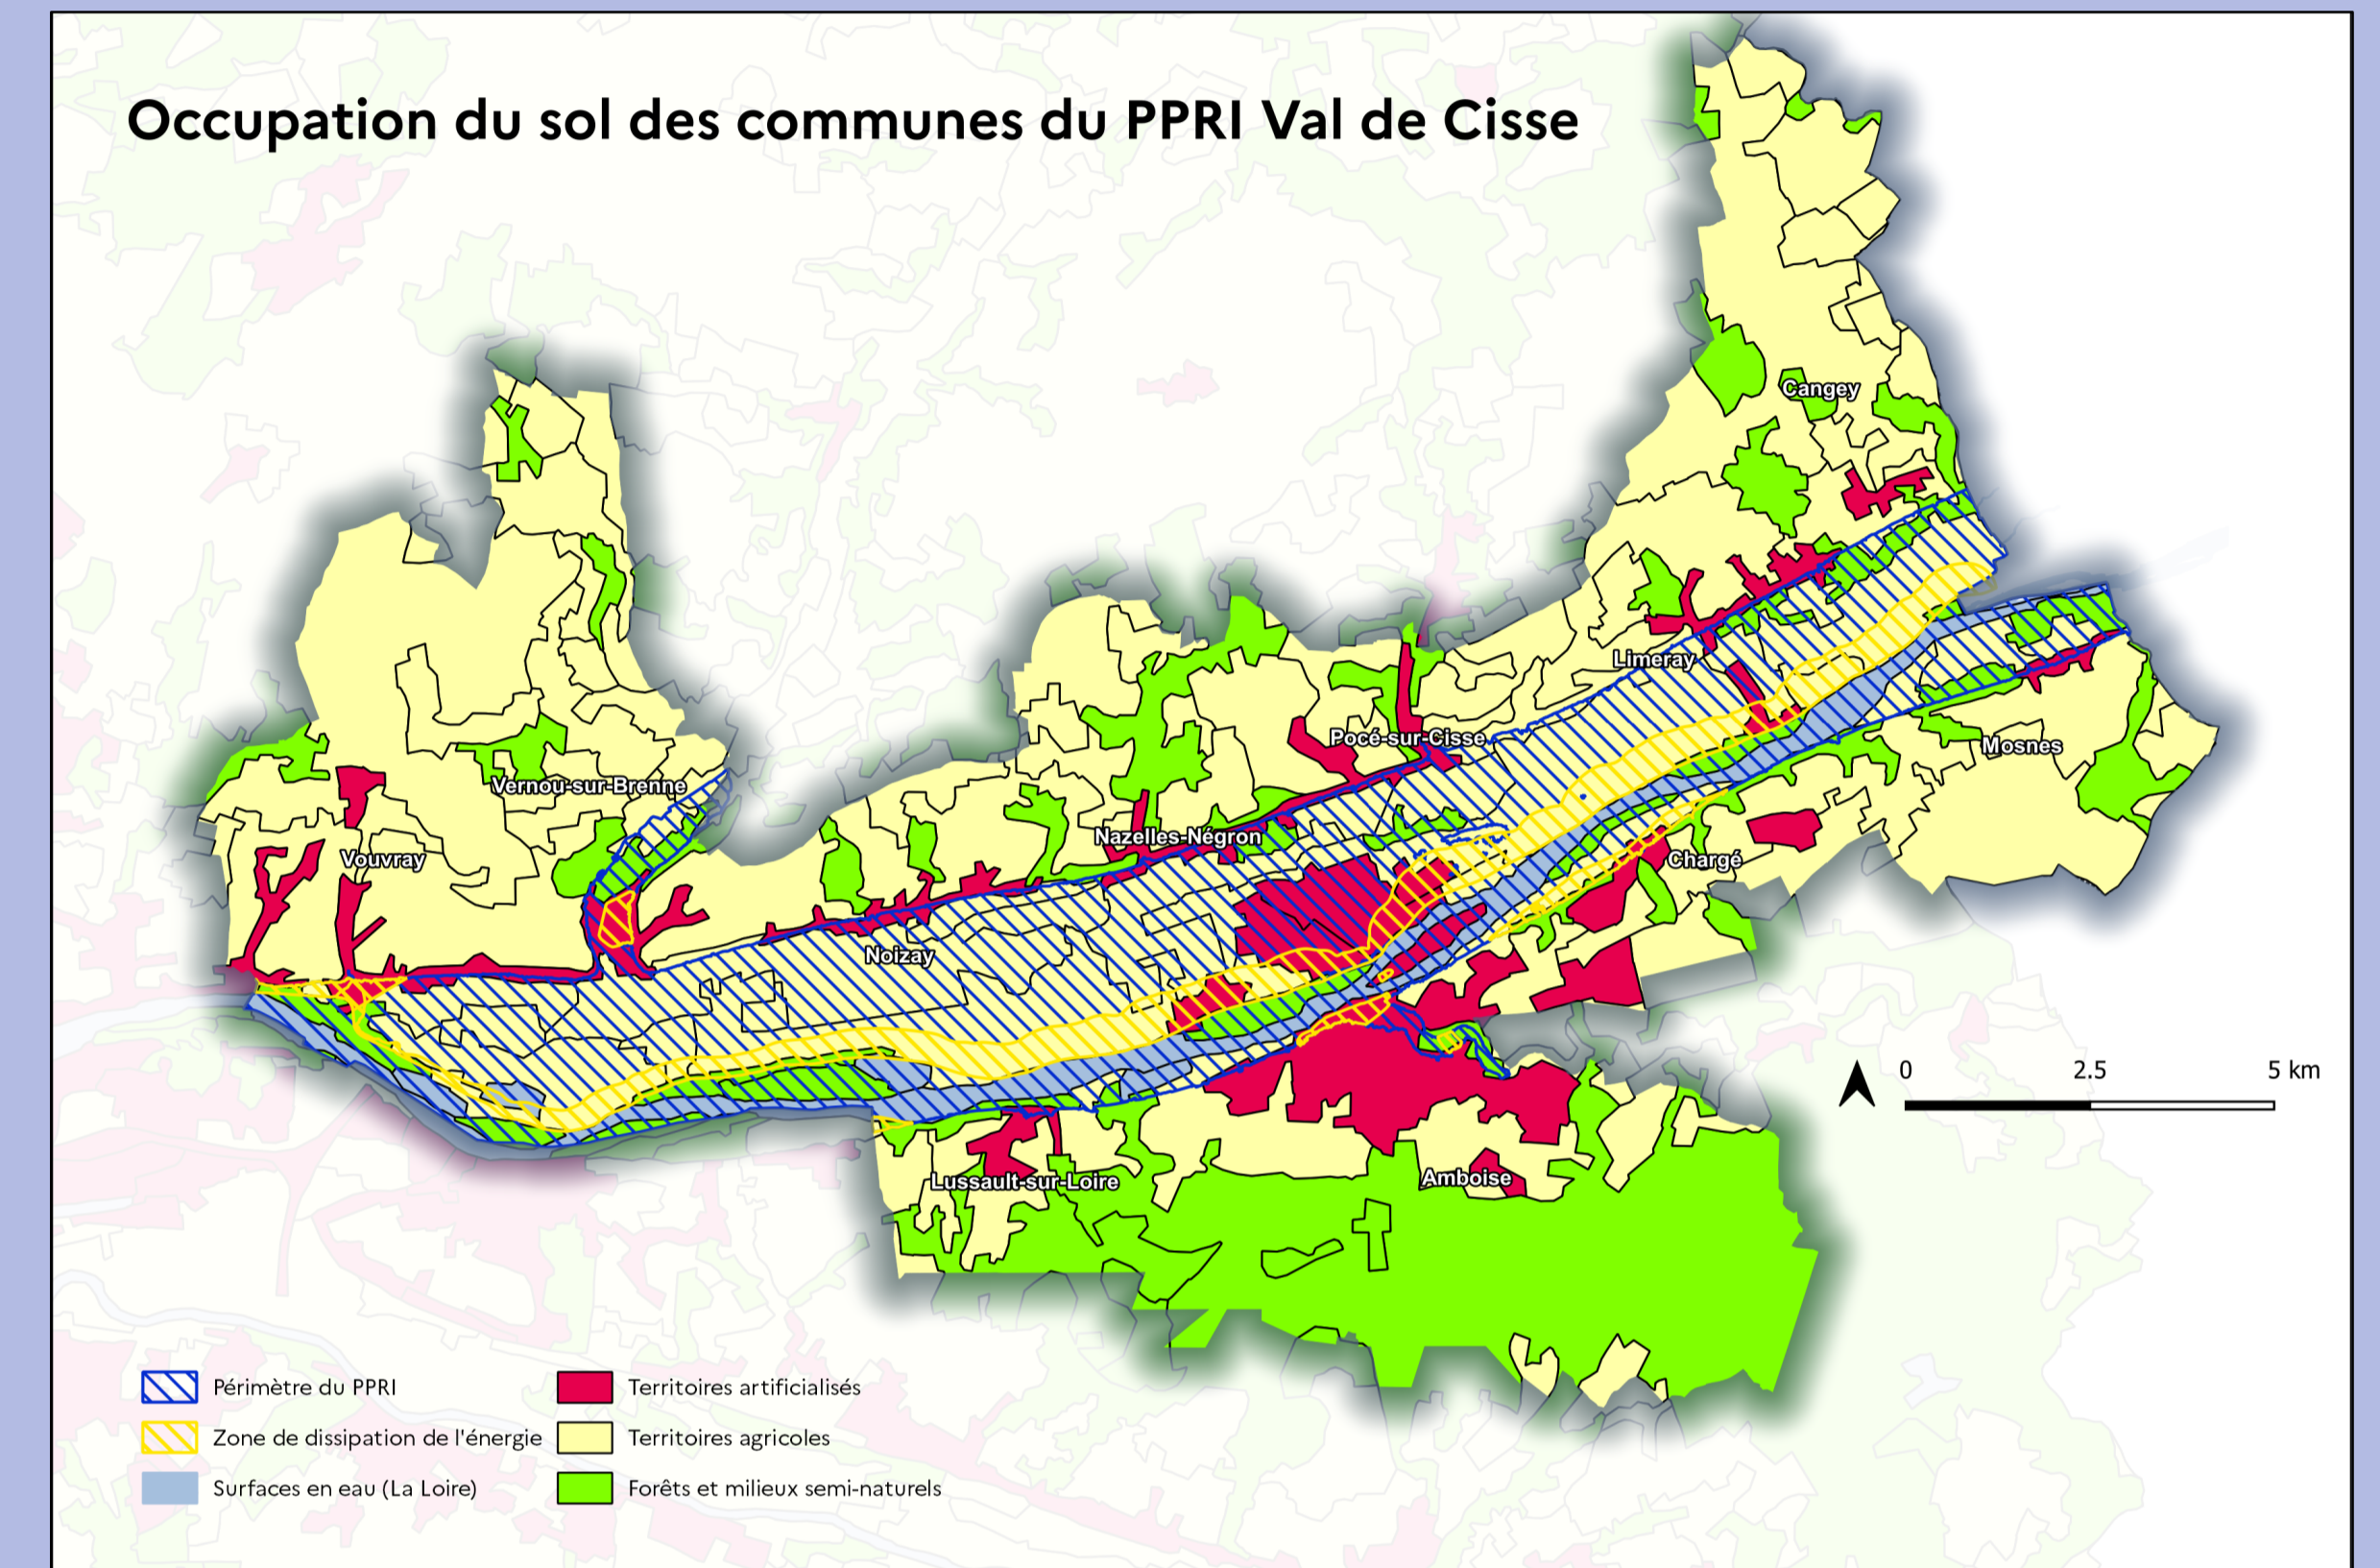 Occupation du sol des communes du PPRI Val de Cisse
Cangey
Limeray
Pocé-sur-Cisse
Mosnes
Vernou-sur-Brenne
Nazelles-Négron
Vouvray
Chargé
Noizay
0 2.5 5 km
Lussault-sur-Loire
Amboise
Périmètre du PPRI
Zone de dissipation de l'énergie
Surfaces en eau (La Loire)
Territoires artificialisés
Territoires agricoles
Forêts et milieux semi-naturels